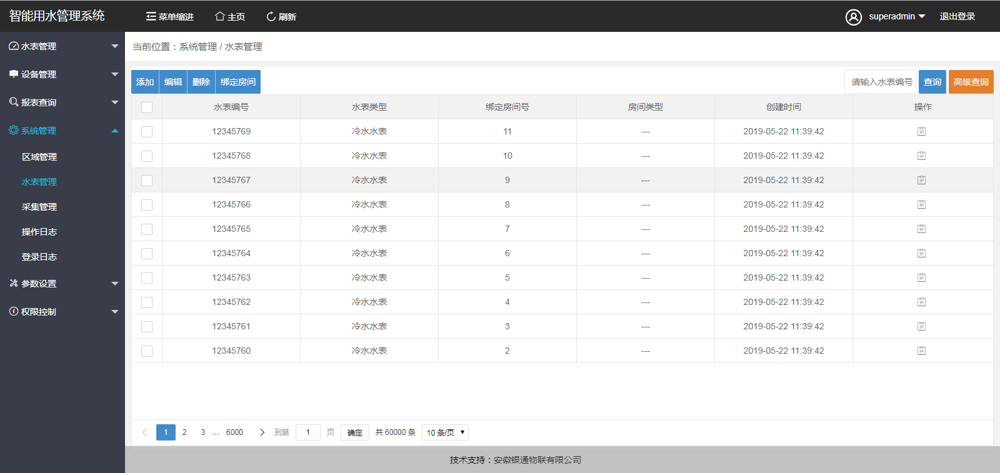 智能用水管理系统 菜单缩进 主页 刷新 superadmin 退出登录
水表管理
设备管理
报表查询
系统管理
区域管理
水表管理
采集管理
操作日志
登录日志
参数设置
权限控制
当前位置：系统管理 / 水表管理
添加 编辑 删除 绑定房间 请输入水表编号 查询 高级查询
水表编号 水表类型 绑定房间号 房间类型 创建时间 操作
12345769 冷水水表 11 --- 2019-05-22 11:39:42
12345768 冷水水表 10 --- 2019-05-22 11:39:42
12345767 冷水水表 9 --- 2019-05-22 11:39:42
12345766 冷水水表 8 --- 2019-05-22 11:39:42
12345765 冷水水表 7 --- 2019-05-22 11:39:42
12345764 冷水水表 6 --- 2019-05-22 11:39:42
12345763 冷水水表 5 --- 2019-05-22 11:39:42
12345762 冷水水表 4 --- 2019-05-22 11:39:42
12345761 冷水水表 3 --- 2019-05-22 11:39:42
12345760 冷水水表 2 --- 2019-05-22 11:39:42
1 2 3 … 6000 到第 1 页 确定 共 60000 条 10 条/页
技术支持：安徽银通物联有限公司